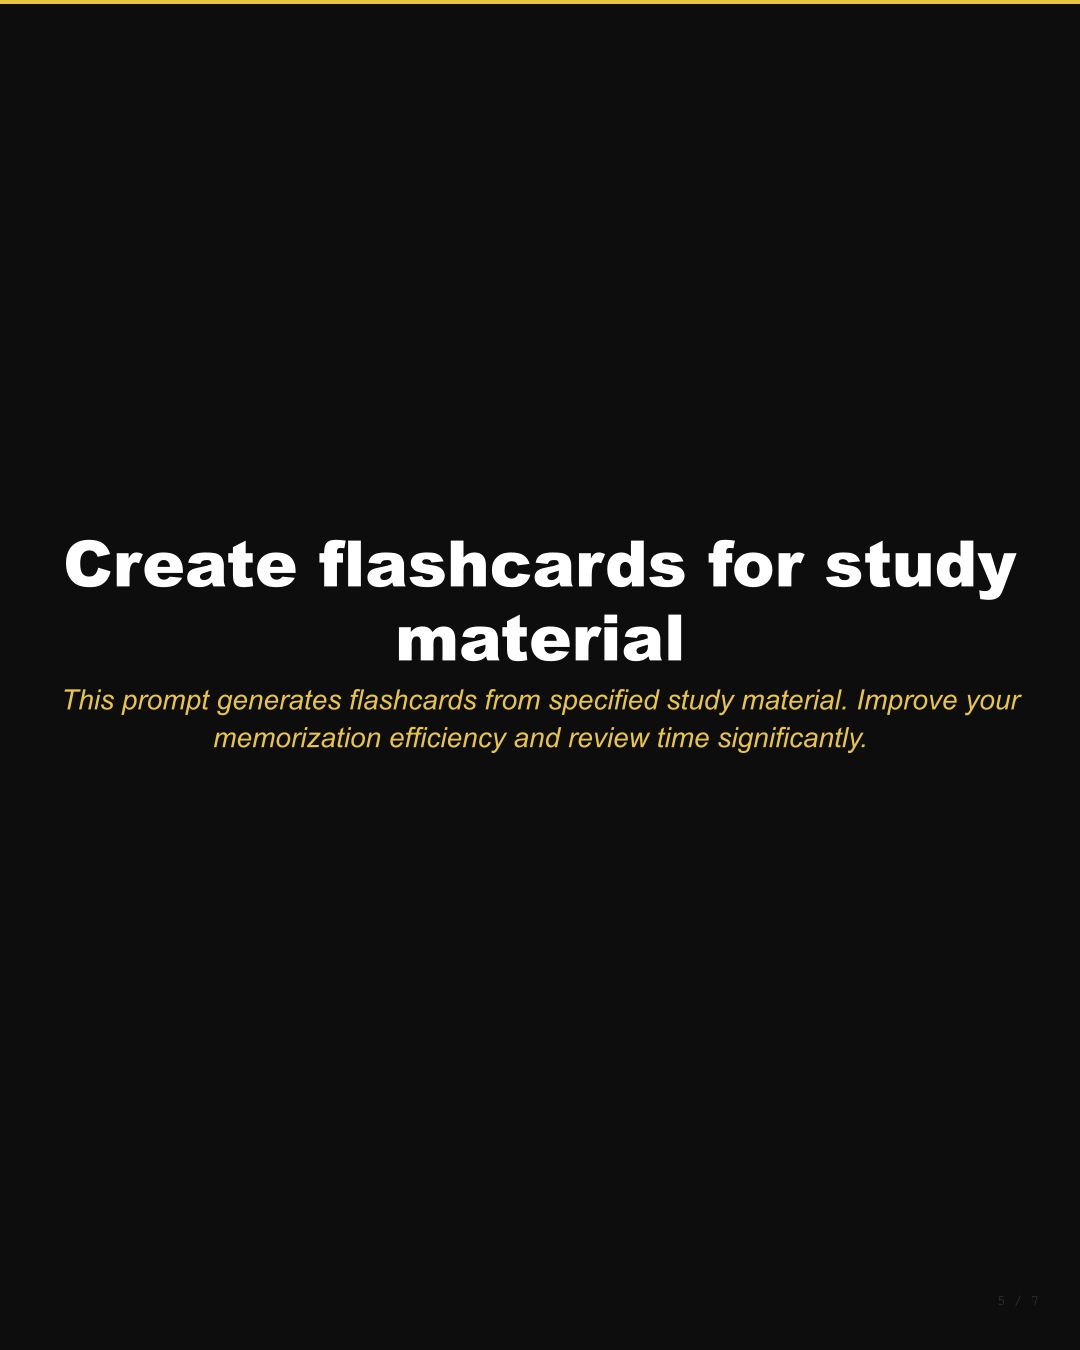 Create flashcards for study
material
This prompt generates flashcards from specified study material. Improve your
memorization efficiency and review time significantly.
5 / 7